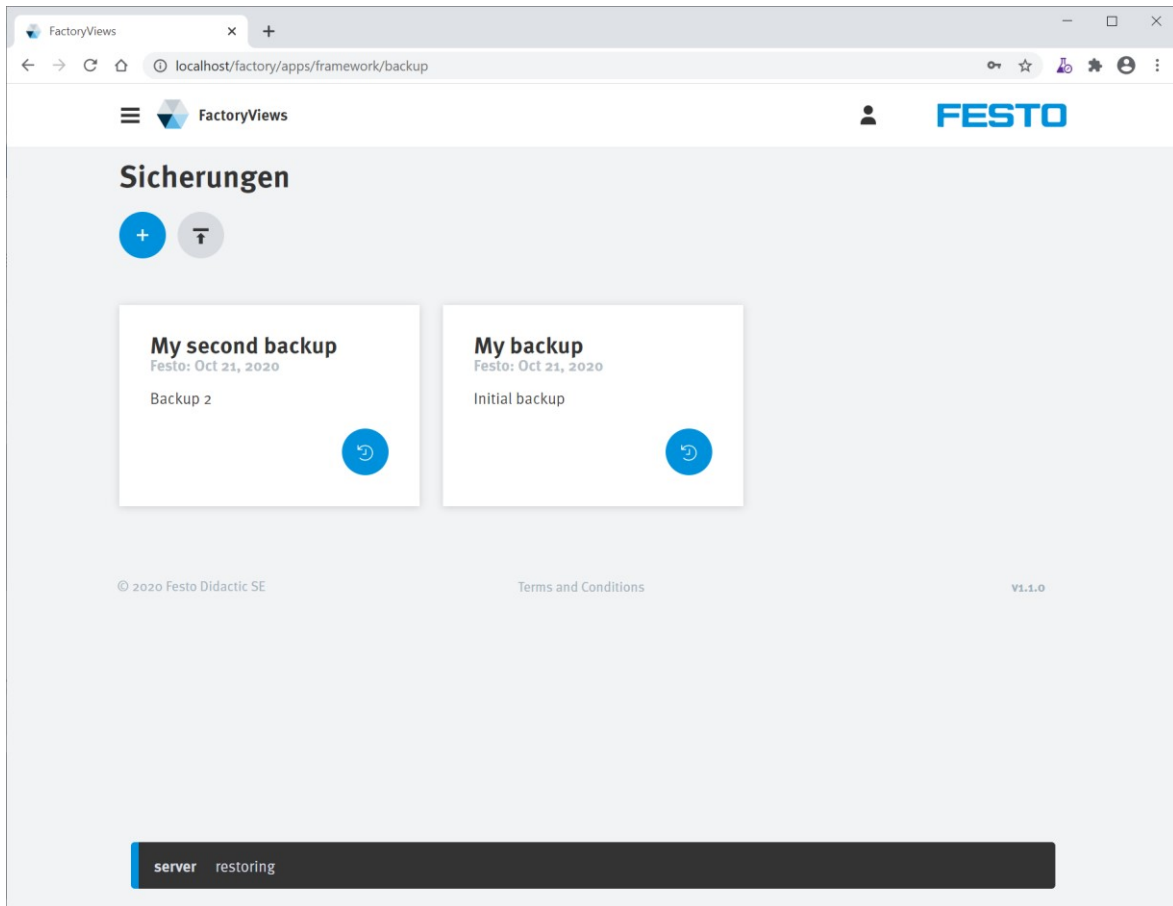 FactoryViews
localhost/factory/apps/framework/backup
FactoryViews
FESTO
Sicherungen
My second backup
Festo: Oct 21, 2020
Backup 2
My backup
Festo: Oct 21, 2020
Initial backup
© 2020 Festo Didactic SE
Terms and Conditions
v1.1.0
server restoring